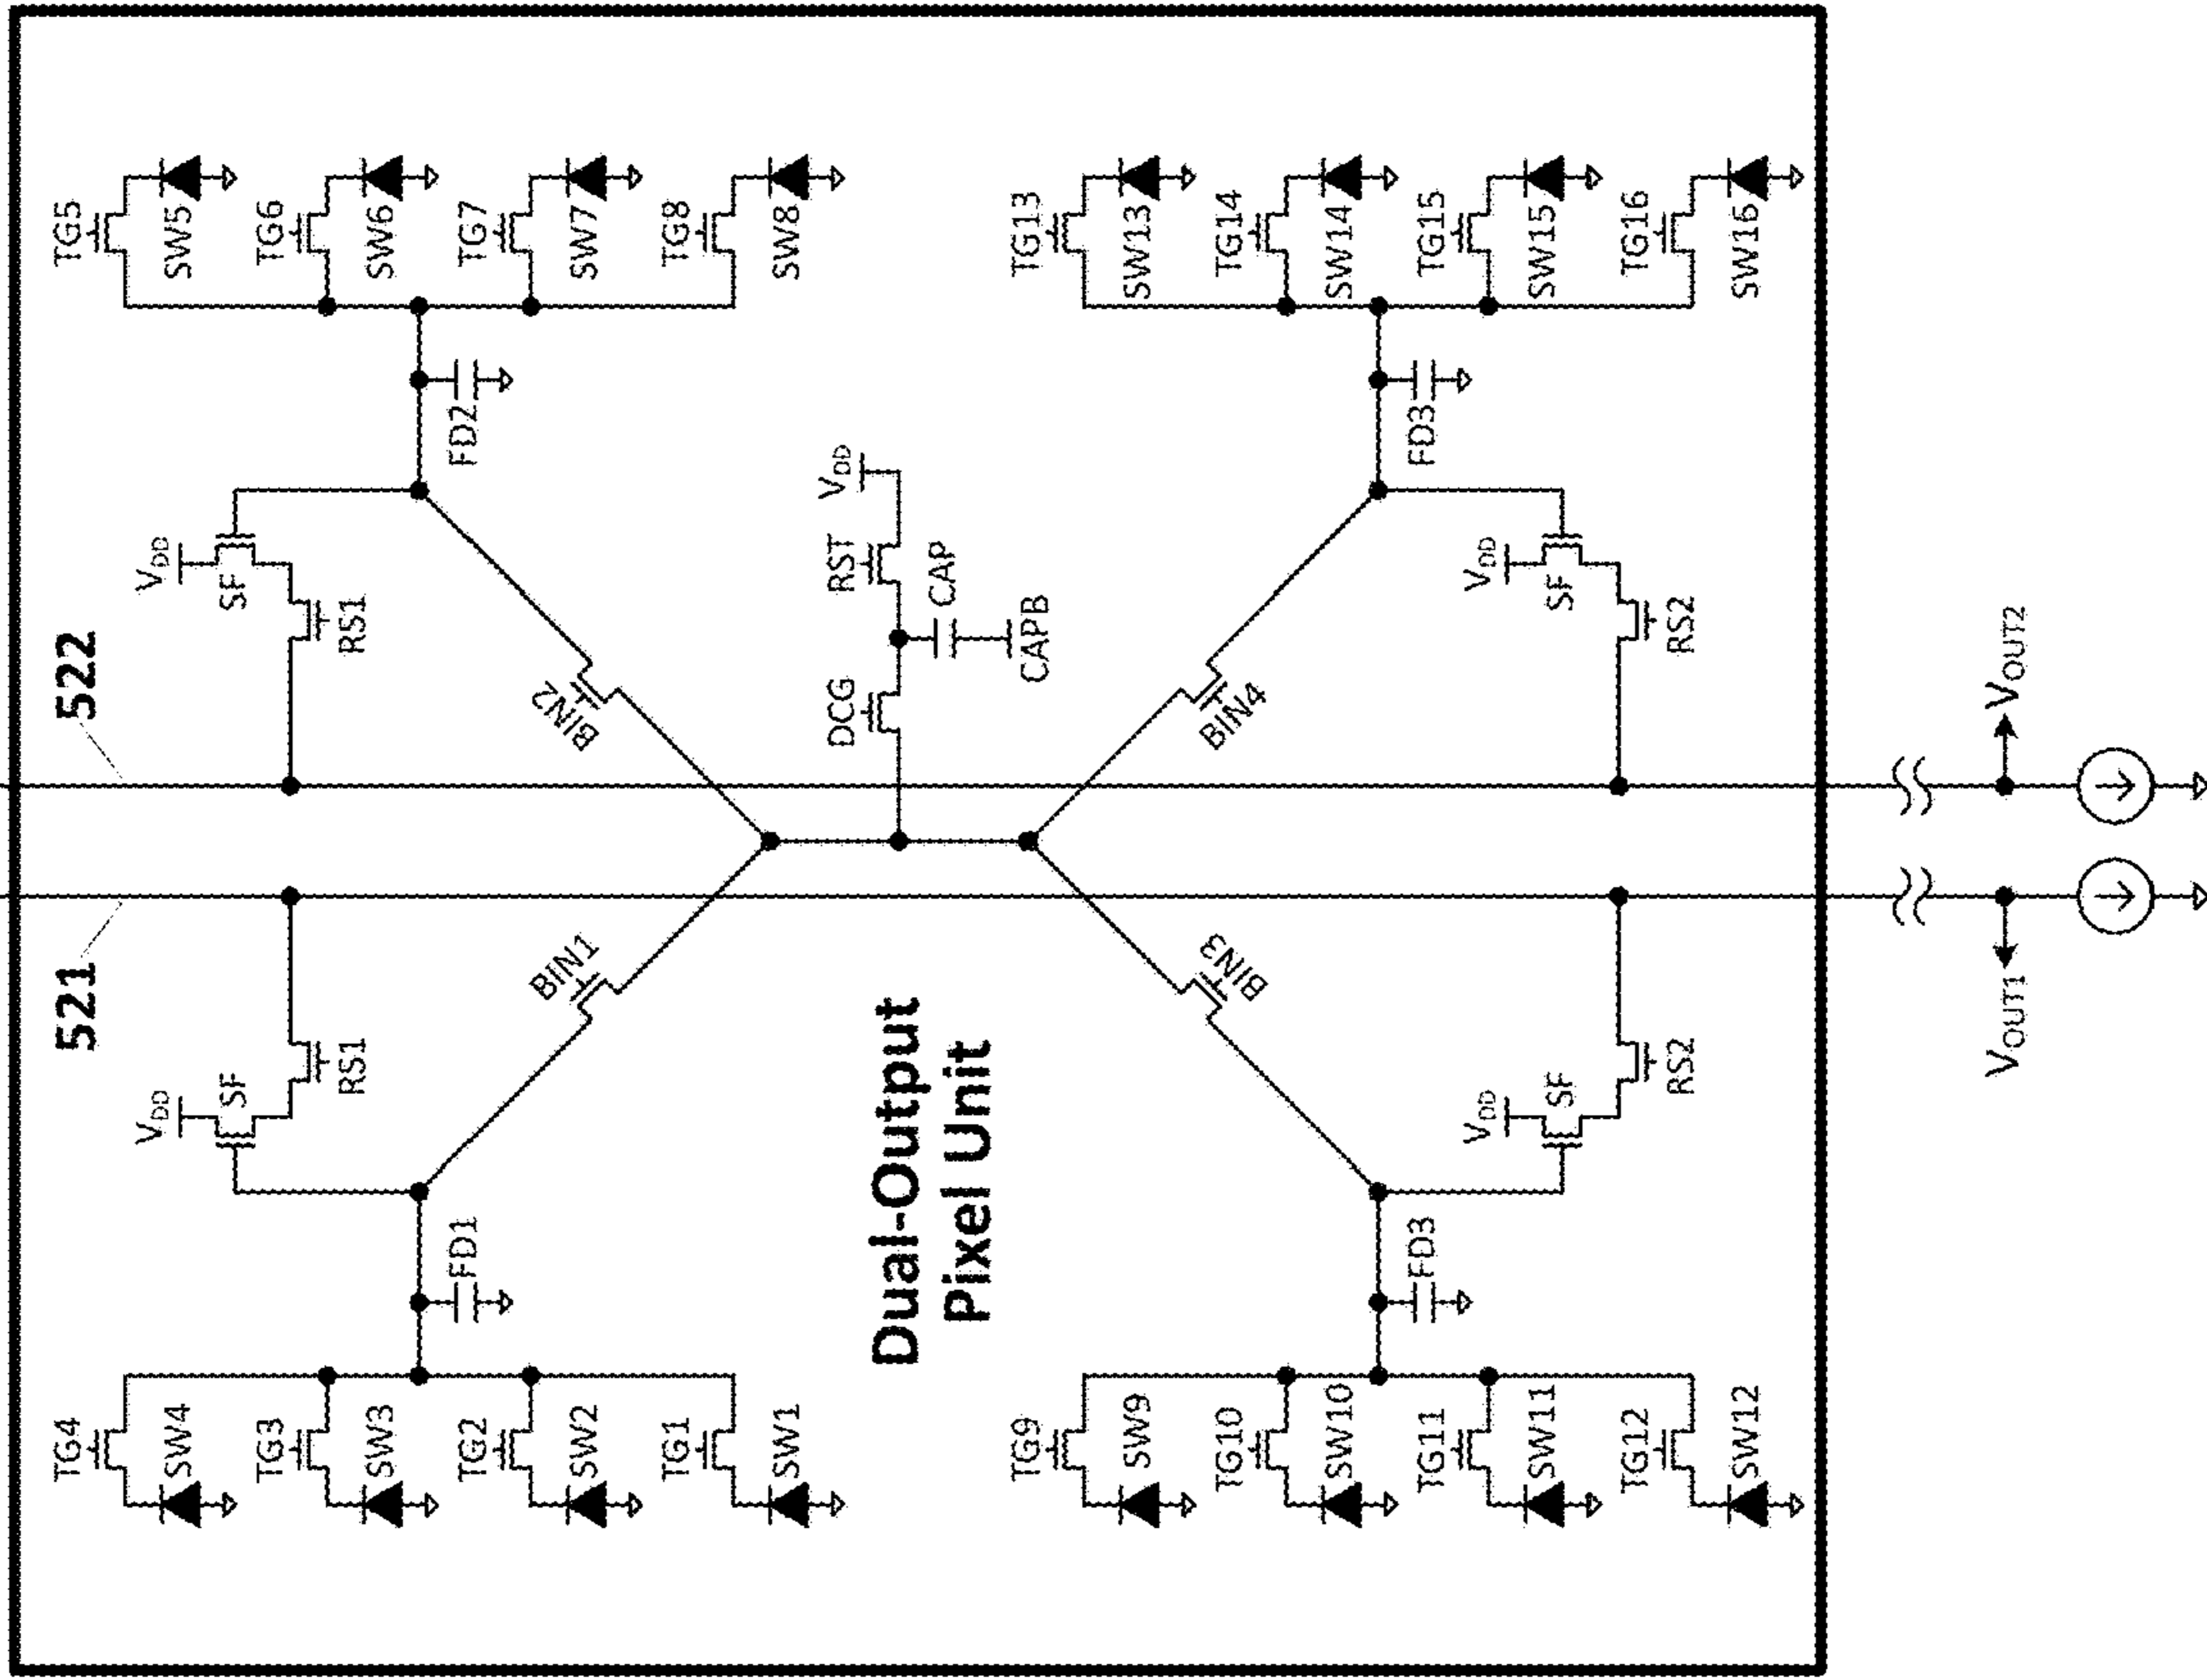 521
522
TG4
SW4
TG3
SW3
TG2
SW2
TG1
SW1
FD1
VDD
SF
RS1
BIN1
VDD
SF
RS1
BIN2
FD2
TG5
SW5
TG6
SW6
TG7
SW7
TG8
SW8
Dual-Output
Pixel Unit
DCG
RST
VDD
CAP
CAPB
TG9
SW9
TG10
SW10
TG11
SW11
TG12
SW12
FD3
BIN3
VDD
SF
RS2
BIN4
VDD
SF
RS2
FD3
TG13
SW13
TG14
SW14
TG15
SW15
TG16
SW16
VOUT1
VOUT2